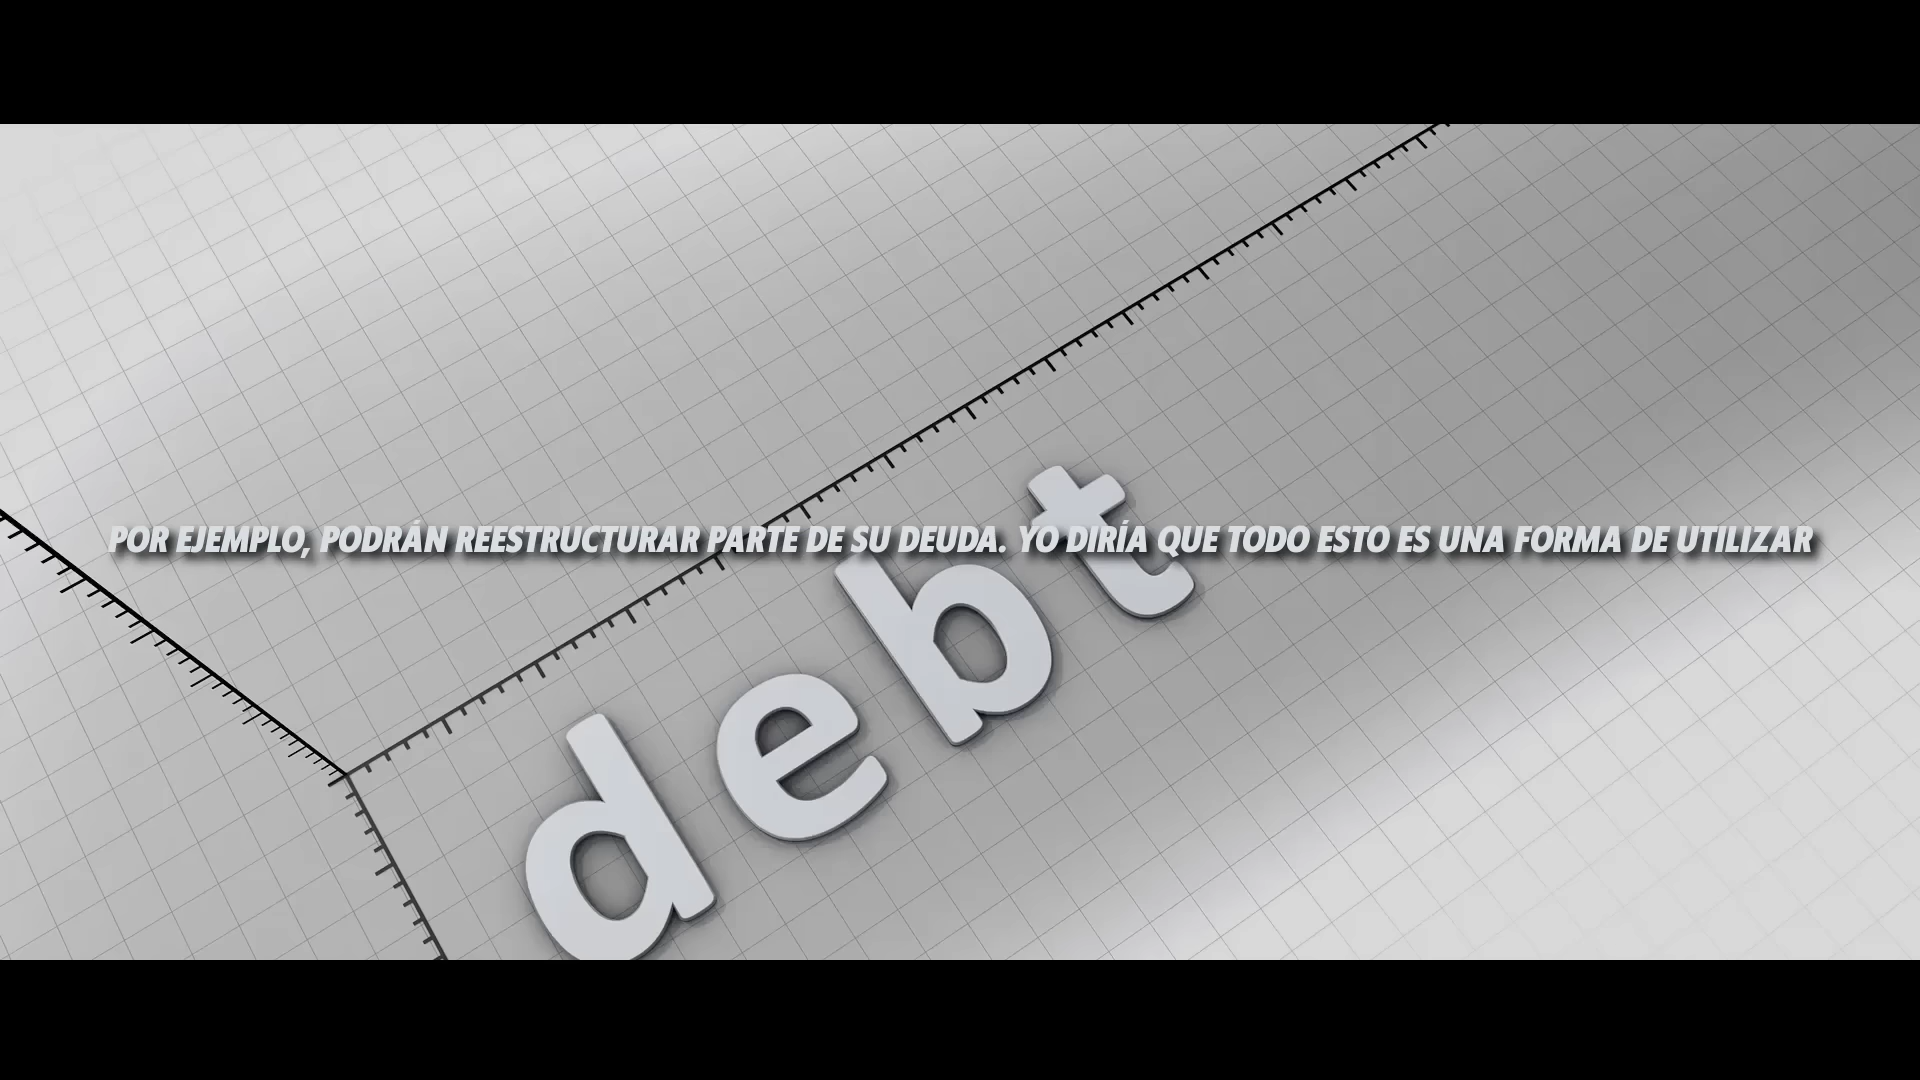 POR EJEMPLO, PODRÁN REESTRUCTURAR PARTE DE SU DEUDA. YO DIRÍA QUE TODO ESTO ES UNA FORMA DE UTILIZAR
debt